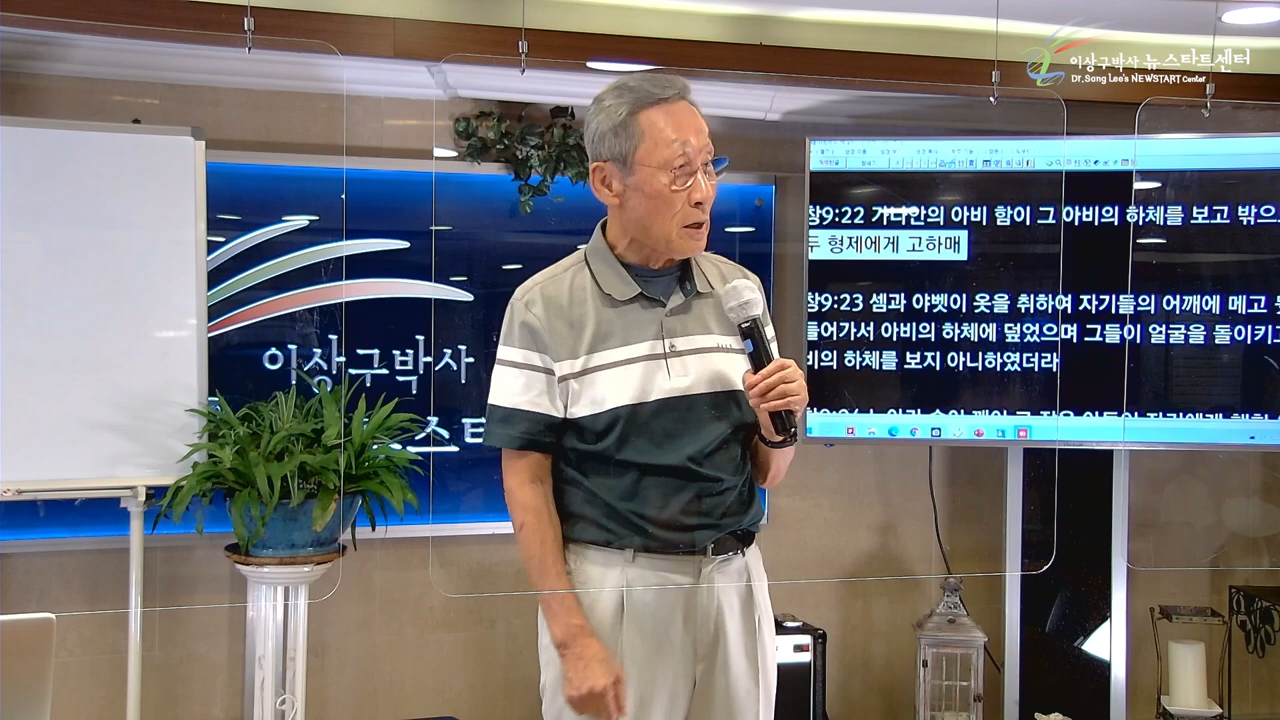 이상구박사 뉴스타트센터
Dr. Sang Lee's NEWSTART Center
이상구박사
스타
창9:22 가나안의 아비 함이 그 아비의 하체를 보고 밖으
두 형제에게 고하매
창9:23 셈과 야벳이 옷을 취하여 자기들의 어깨에 메고
들어가서 아비의 하체에 덮었으며 그들이 얼굴을 돌이키고
비의 하체를 보지 아니하였더라